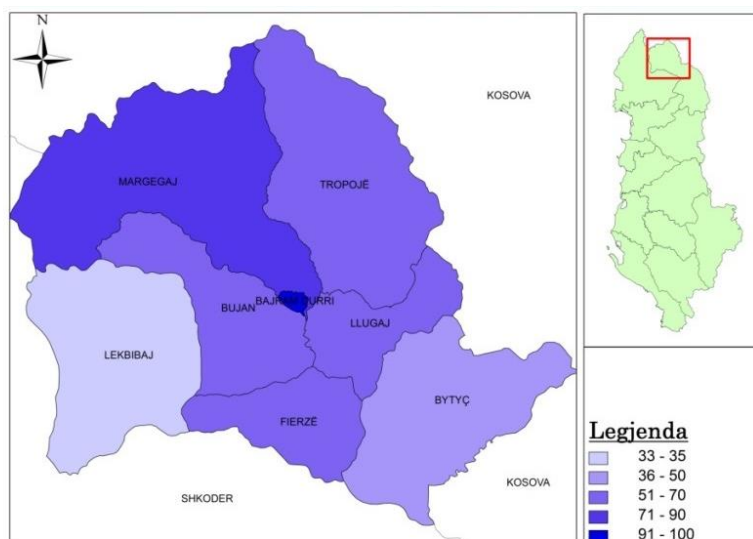 N
KOSOVA
MARGEGAJ
TROPOJË
BAJRAM CURRI
BUJAN
LLUGAJ
LEKBIBAJ
BYTYÇ
FIERZË
SHKODER
KOSOVA
Legjenda
33 - 35
36 - 50
51 - 70
71 - 90
91 - 100